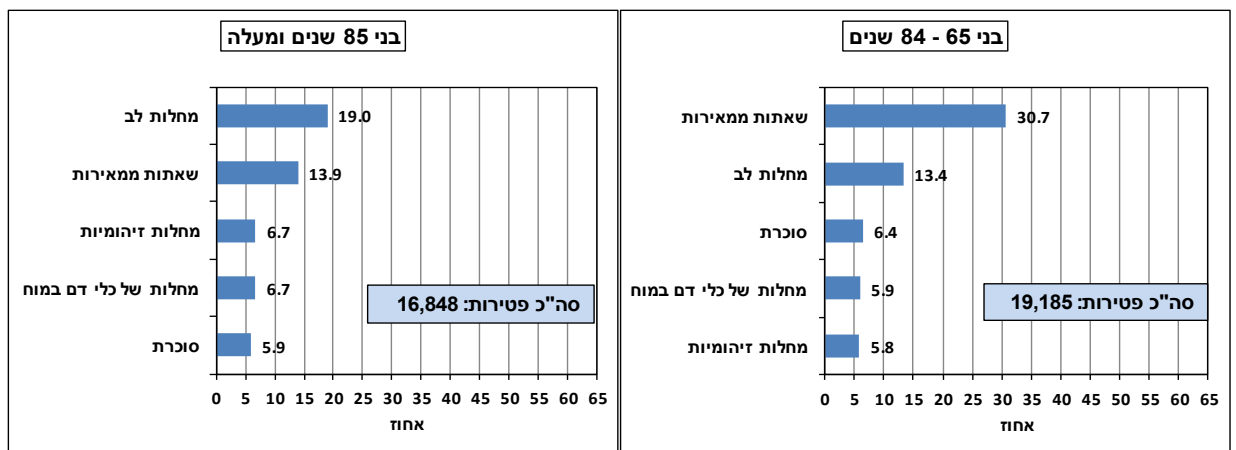 בני 65 - 84 שנים
שאתות ממאירות 30.7
מחלות לב 13.4
סוכרת 6.4
מחלות של כלי דם במוח 5.9
מחלות זיהומיות 5.8
סה"כ פטירות: 19,185
0 5 10 15 20 25 30 35 40 45 50 55 60 65
אחוז
בני 85 שנים ומעלה
מחלות לב 19.0
שאתות ממאירות 13.9
מחלות זיהומיות 6.7
מחלות של כלי דם במוח 6.7
סוכרת 5.9
סה"כ פטירות: 16,848
0 5 10 15 20 25 30 35 40 45 50 55 60 65
אחוז